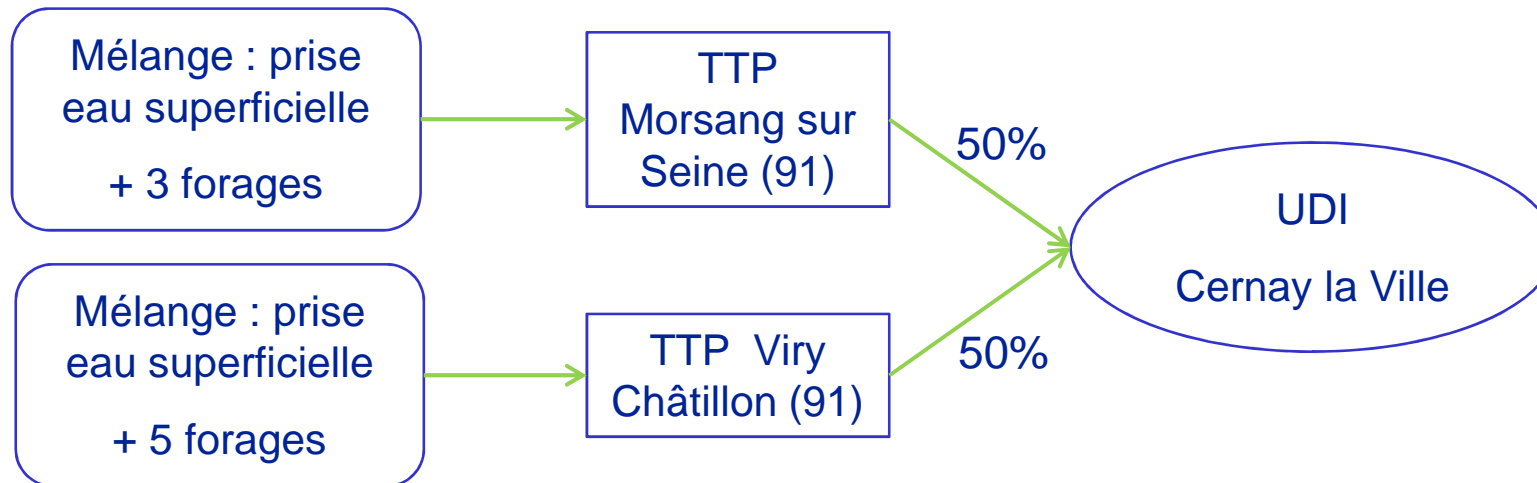 Mélange : prise
eau superficielle
+ 3 forages
TTP
Morsang sur
Seine (91)
50%
UDI
Cernay la Ville
Mélange : prise
eau superficielle
+ 5 forages
TTP Viry
Châtillon (91)
50%